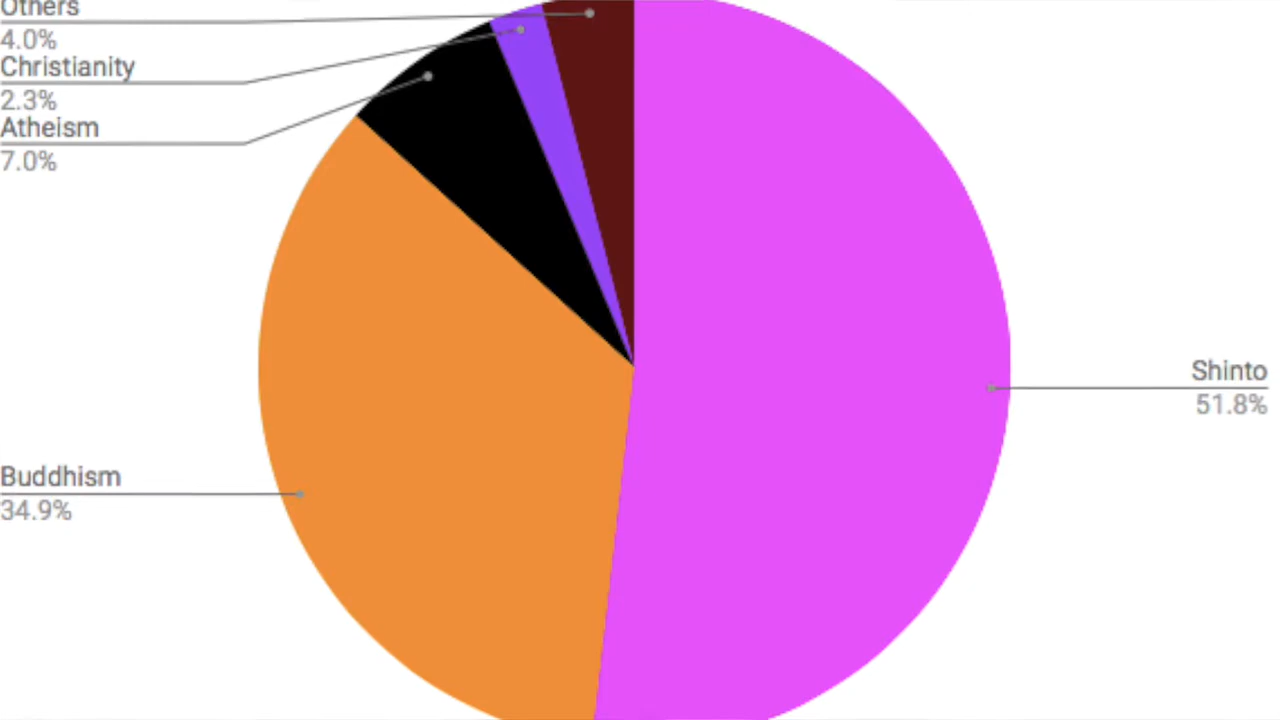 Others
4.0%
Christianity
2.3%
Atheism
7.0%
Shinto
51.8%
Buddhism
34.9%